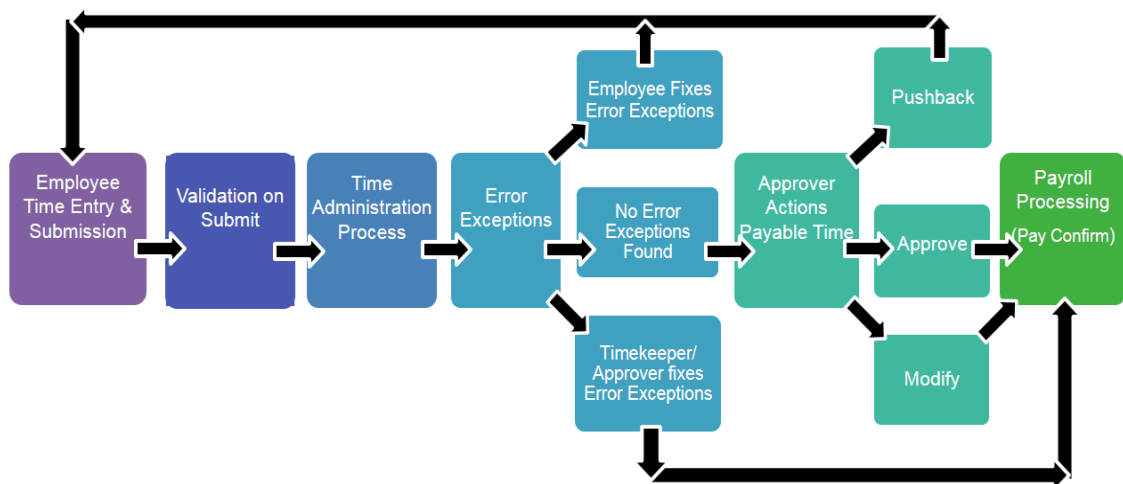 Employee
Time Entry &
Submission
Validation on
Submit
Time
Administration
Process
Error
Exceptions
Employee Fixes
Error Exceptions
No Error
Exceptions
Found
Timekeeper/
Approver fixes
Error Exceptions
Approver
Actions
Payable Time
Pushback
Approve
Modify
Payroll
Processing
(Pay Confirm)